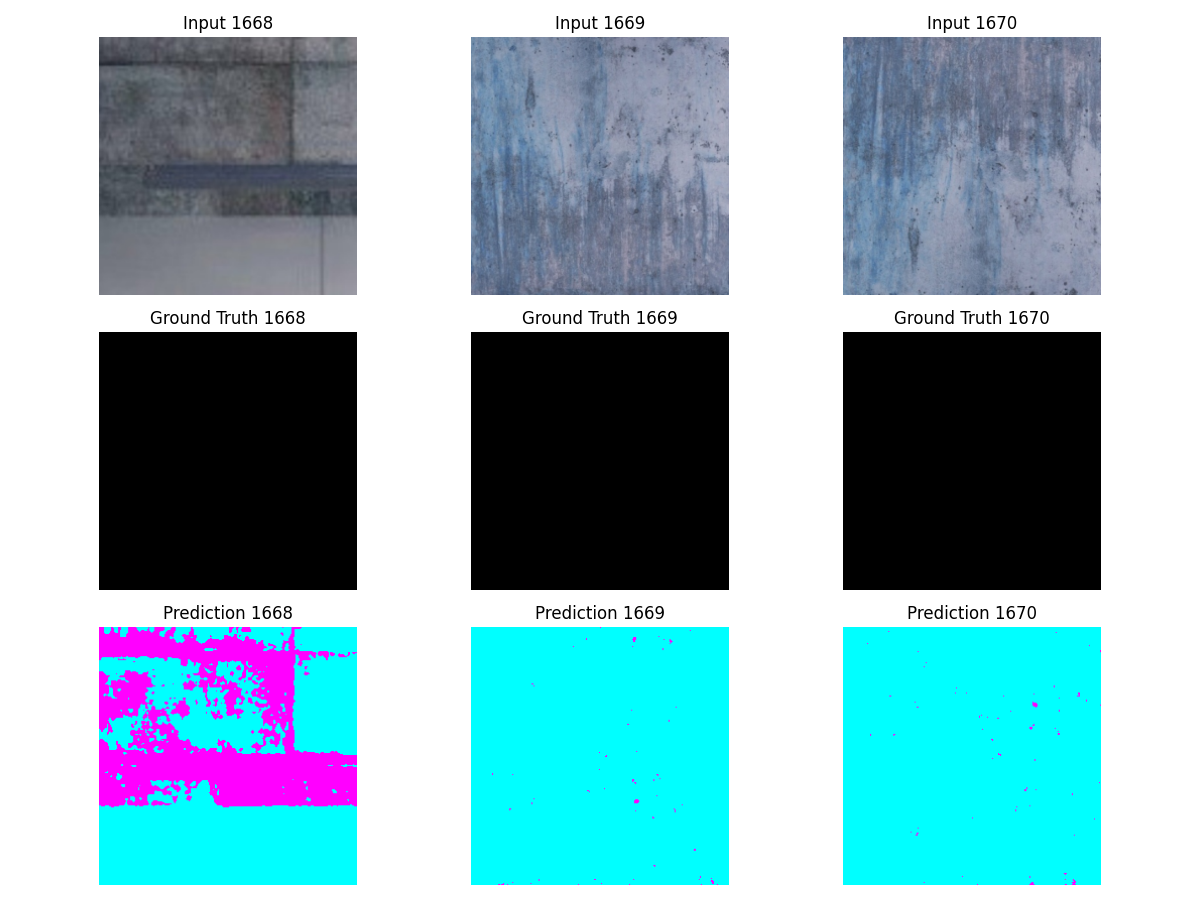 Input 1668
Input 1669
Input 1670
Ground Truth 1668
Ground Truth 1669
Ground Truth 1670
Prediction 1668
Prediction 1669
Prediction 1670